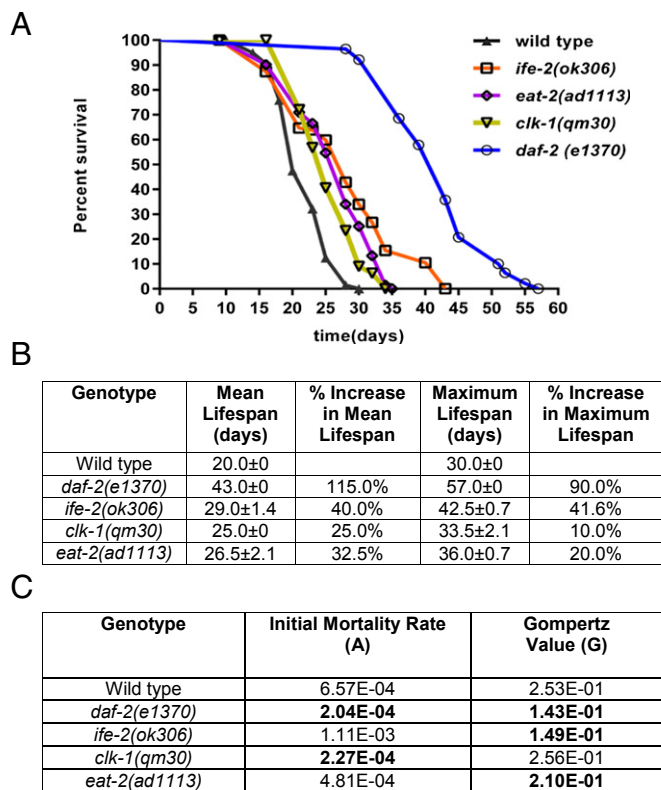 A
wild type
ife-2(ok306)
eat-2(ad1113)
clk-1(qm30)
daf-2 (e1370)
Percent survival
100
90
80
70
60
50
40
30
20
10
0
0 5 10 15 20 25 30 35 40 45 50 55 60
time(days)
B
Genotype Mean Lifespan (days) % Increase in Mean Lifespan Maximum Lifespan (days) % Increase in Maximum Lifespan
Wild type 20.0±0 30.0±0
daf-2(e1370) 43.0±0 115.0% 57.0±0 90.0%
ife-2(ok306) 29.0±1.4 40.0% 42.5±0.7 41.6%
clk-1(qm30) 25.0±0 25.0% 33.5±2.1 10.0%
eat-2(ad1113) 26.5±2.1 32.5% 36.0±0.7 20.0%
C
Genotype Initial Mortality Rate (A) Gompertz Value (G)
Wild type 6.57E-04 2.53E-01
daf-2(e1370) 2.04E-04 1.43E-01
ife-2(ok306) 1.11E-03 1.49E-01
clk-1(qm30) 2.27E-04 2.56E-01
eat-2(ad1113) 4.81E-04 2.10E-01